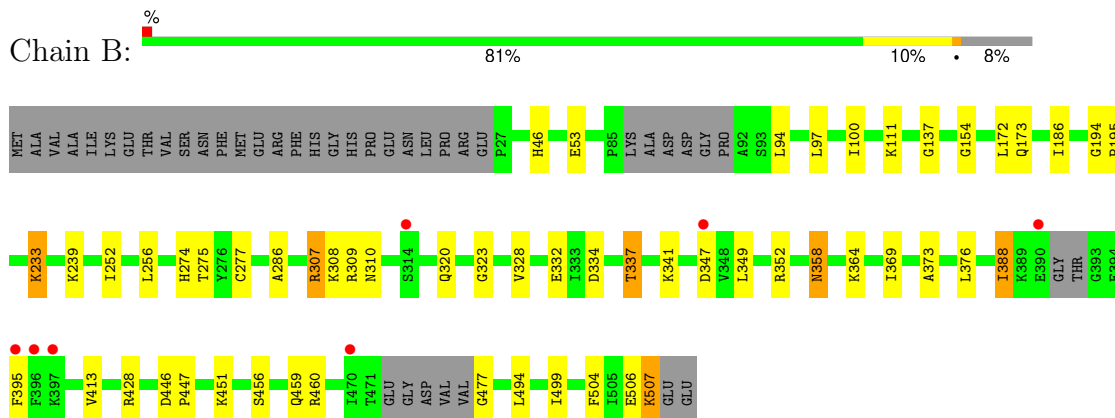 %
Chain B:
81% 10% • 8%
MET ALA VAL ALA ILE LYS GLU THR VAL SER ASN PHE MET GLU ARG PHE HIS GLY HIS PRO GLU ASN LEU PRO ARG GLU P27 H46 E53 P85 LYS ALA ASP ASP GLY PRO A92 S93 L94 L97 I100 K111 G137 G154 L172 Q173 I186 G194
K233 K239 I252 L256 H274 T275 Y276 C277 A286 R307 K308 R309 N310 S314 Q320 G323 V328 E332 I333 D334 T337 K341 D347 V348 L349 R352 N358 K364 I369 A373 L376 I388 K389 E390 GLY THR G393
F395 F396 K397 V413 R428 D446 P447 K451 S456 Q459 R460 I470 T471 GLU GLY ASP VAL VAL G477 L494 I499 F504 I505 E506 K507 GLU GLU